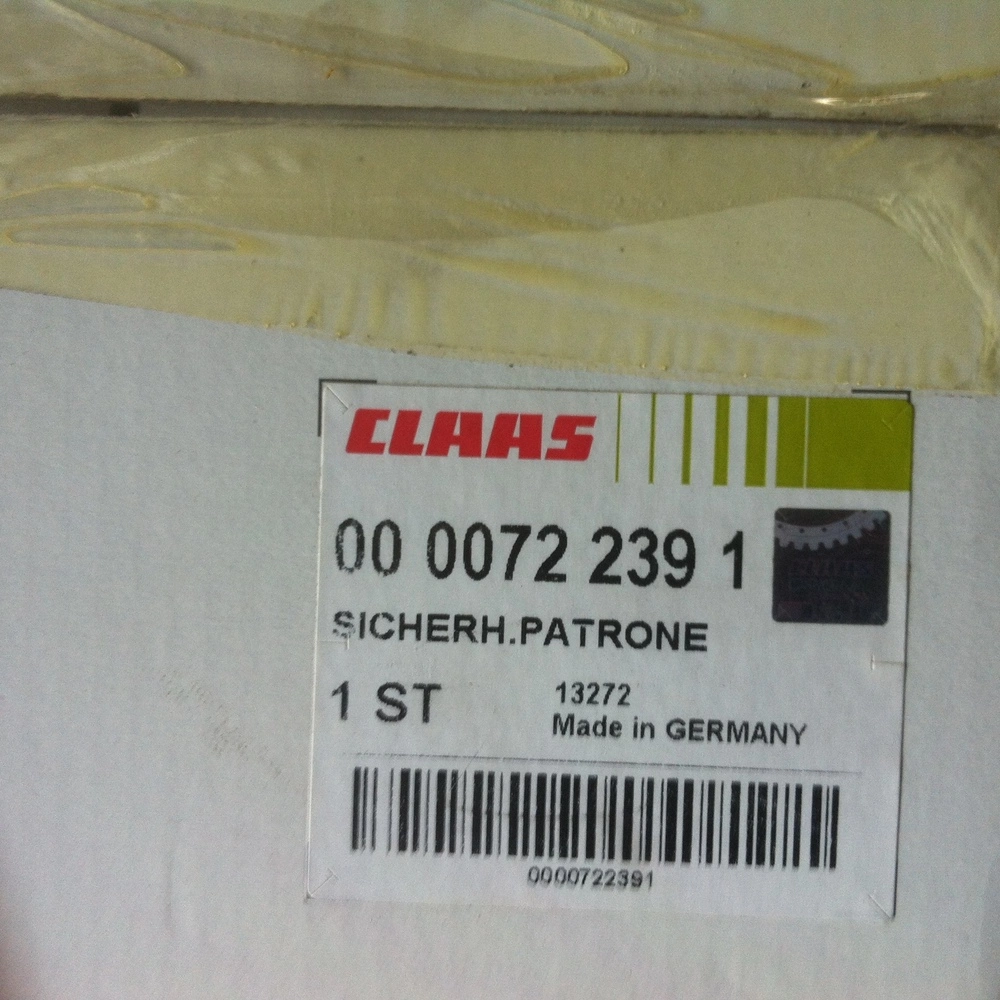 CLAAS
00 0072 239 1
SICHERH.PATRONE
1 ST
13272
Made in GERMANY
0000722391